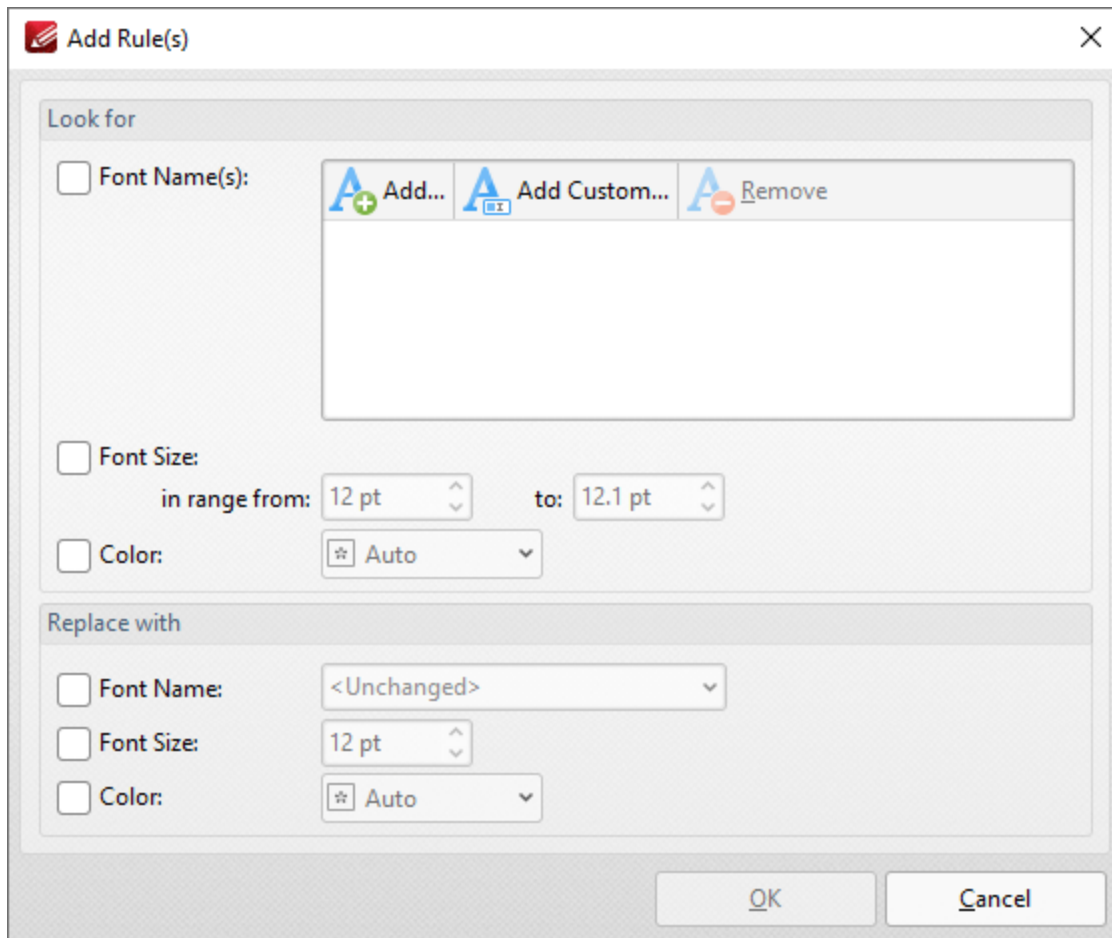 Add Rule(s)
Look for
Font Name(s):
Add... Add Custom... Remove
Font Size:
in range from: 12 pt to: 12.1 pt
Color: Auto
Replace with
Font Name: <Unchanged>
Font Size: 12 pt
Color: Auto
OK Cancel